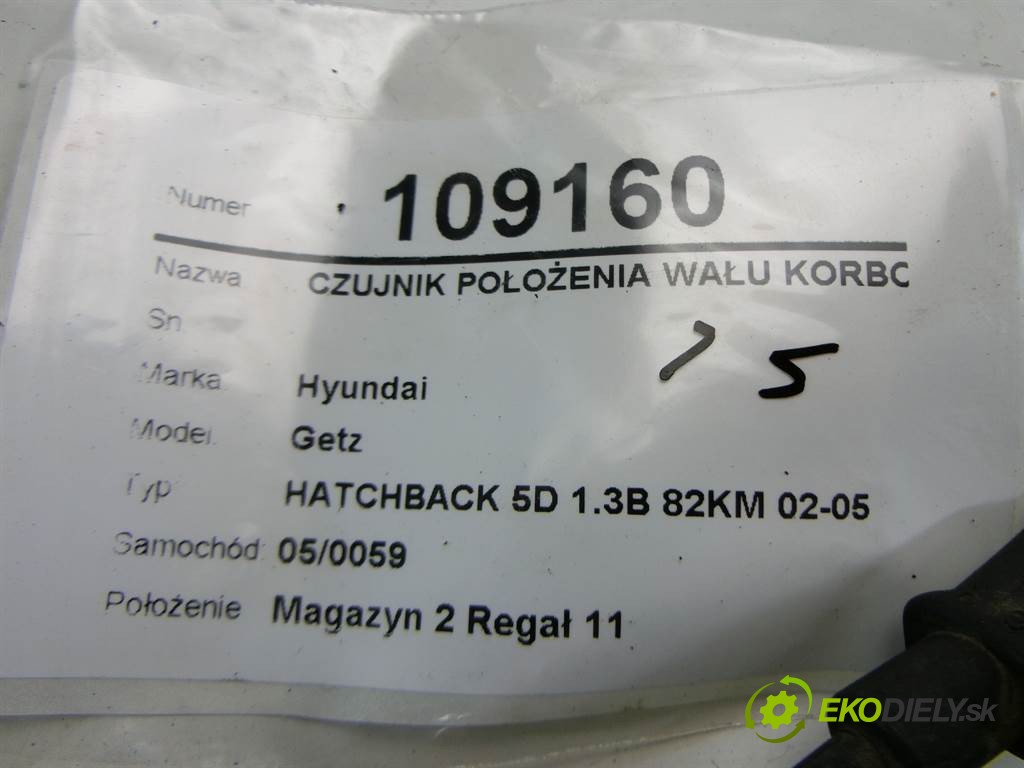 Numer 109160
Nazwa CZUJNIK POŁOŻENIA WAŁU KORBO
Sn.
Marka. Hyundai
Model. Getz
Typ HATCHBACK 5D 1.3B 82KM 02-05
Samochód: 05/0059
Położenie Magazyn 2 Regał 11
EKODIELY.sk